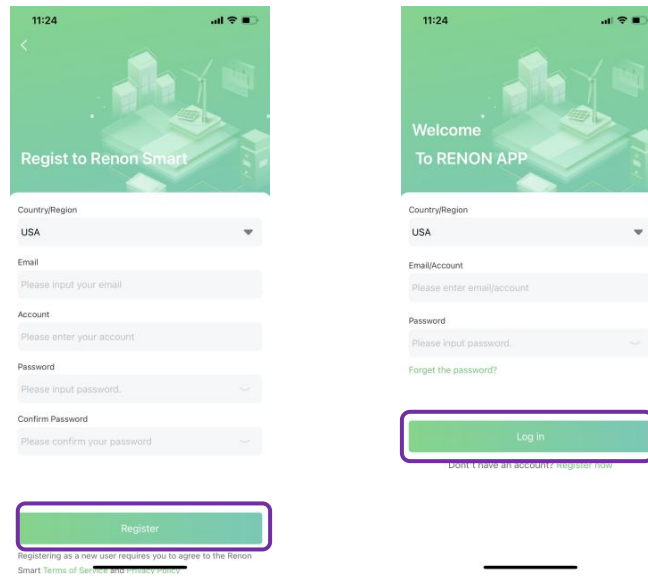 11:24
Regist to Renon Smart
Country/Region
USA
Email
Please input your email
Account
Please enter your account
Password
Please input password.
Confirm Password
Please confirm your password
Register
Registering as a new user requires you to agree to the Renon
Smart Terms of Service and Privacy Policy
11:24
Welcome
To RENON APP
Country/Region
USA
Email/Account
Please enter email/account
Password
Please input password.
Forget the password?
Log in
Dont't have an account? Register now